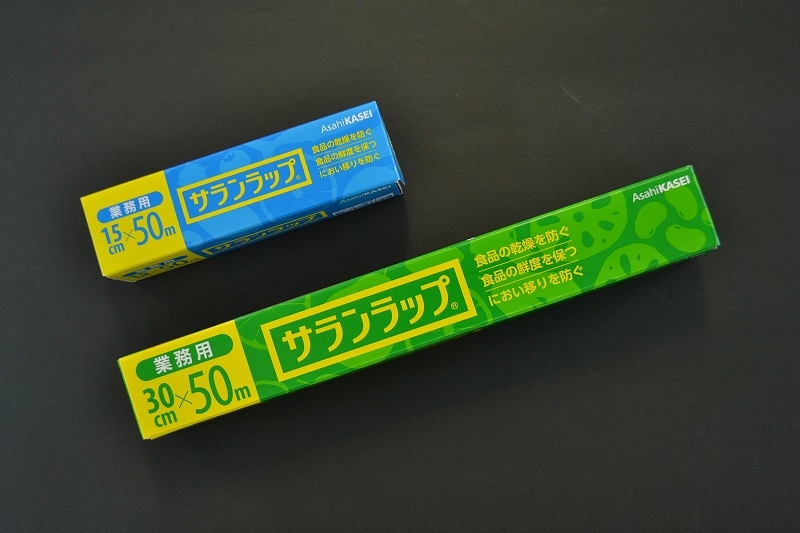 AsahiKASEI
食品の乾燥を防ぐ
食品の鮮度を保つ
におい移りを防ぐ
サランラップ®
業務用
15cm×50m
AsahiKASEI
AsahiKASEI
食品の乾燥を防ぐ
食品の鮮度を保つ
におい移りを防ぐ
サランラップ®
業務用
30cm×50m